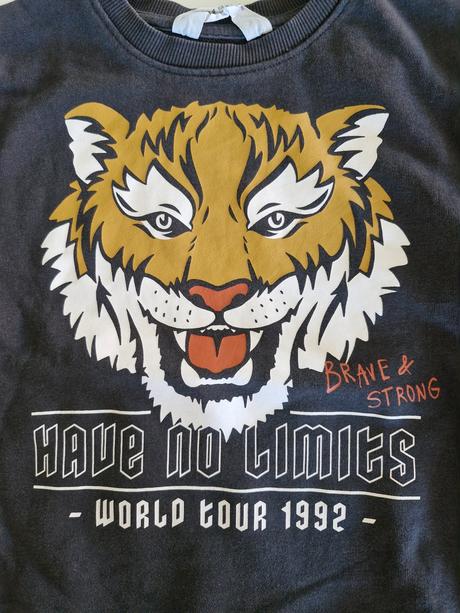 BRAVE &
STRONG
HAVE NO LIMITS
- WORLD TOUR 1992 -